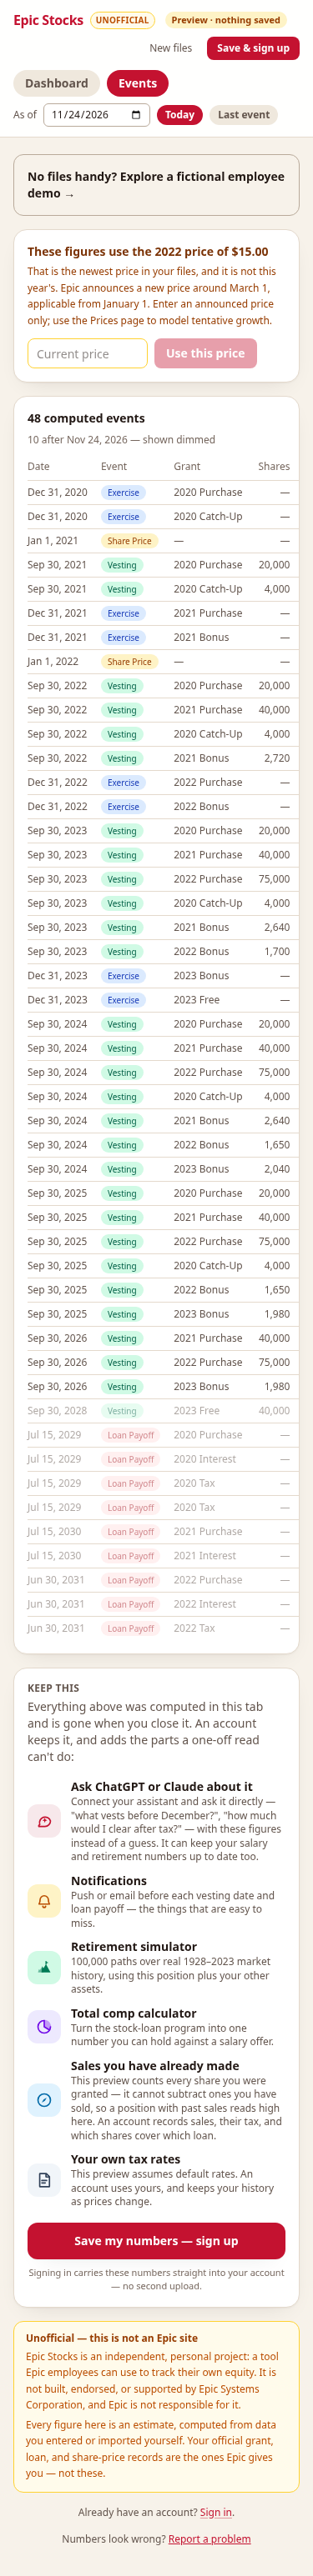 Epic Stocks UNOFFICIAL Preview · nothing saved
New files Save & sign up
Dashboard Events
As of 11/24/2026 Today Last event
No files handy? Explore a fictional employee
demo →
These figures use the 2022 price of $15.00
That is the newest price in your files, and it is not this
year's. Epic announces a new price around March 1,
applicable from January 1. Enter an announced price
only; use the Prices page to model tentative growth.
Current price Use this price
48 computed events
10 after Nov 24, 2026 — shown dimmed
Date Event Grant Shares
Dec 31, 2020 Exercise 2020 Purchase —
Dec 31, 2020 Exercise 2020 Catch-Up —
Jan 1, 2021 Share Price — —
Sep 30, 2021 Vesting 2020 Purchase 20,000
Sep 30, 2021 Vesting 2020 Catch-Up 4,000
Dec 31, 2021 Exercise 2021 Purchase —
Dec 31, 2021 Exercise 2021 Bonus —
Jan 1, 2022 Share Price — —
Sep 30, 2022 Vesting 2020 Purchase 20,000
Sep 30, 2022 Vesting 2021 Purchase 40,000
Sep 30, 2022 Vesting 2020 Catch-Up 4,000
Sep 30, 2022 Vesting 2021 Bonus 2,720
Dec 31, 2022 Exercise 2022 Purchase —
Dec 31, 2022 Exercise 2022 Bonus —
Sep 30, 2023 Vesting 2020 Purchase 20,000
Sep 30, 2023 Vesting 2021 Purchase 40,000
Sep 30, 2023 Vesting 2022 Purchase 75,000
Sep 30, 2023 Vesting 2020 Catch-Up 4,000
Sep 30, 2023 Vesting 2021 Bonus 2,640
Sep 30, 2023 Vesting 2022 Bonus 1,700
Dec 31, 2023 Exercise 2023 Bonus —
Dec 31, 2023 Exercise 2023 Free —
Sep 30, 2024 Vesting 2020 Purchase 20,000
Sep 30, 2024 Vesting 2021 Purchase 40,000
Sep 30, 2024 Vesting 2022 Purchase 75,000
Sep 30, 2024 Vesting 2020 Catch-Up 4,000
Sep 30, 2024 Vesting 2021 Bonus 2,640
Sep 30, 2024 Vesting 2022 Bonus 1,650
Sep 30, 2024 Vesting 2023 Bonus 2,040
Sep 30, 2025 Vesting 2020 Purchase 20,000
Sep 30, 2025 Vesting 2021 Purchase 40,000
Sep 30, 2025 Vesting 2022 Purchase 75,000
Sep 30, 2025 Vesting 2020 Catch-Up 4,000
Sep 30, 2025 Vesting 2022 Bonus 1,650
Sep 30, 2025 Vesting 2023 Bonus 1,980
Sep 30, 2026 Vesting 2021 Purchase 40,000
Sep 30, 2026 Vesting 2022 Purchase 75,000
Sep 30, 2026 Vesting 2023 Bonus 1,980
Sep 30, 2028 Vesting 2023 Free 40,000
Jul 15, 2029 Loan Payoff 2020 Purchase —
Jul 15, 2029 Loan Payoff 2020 Interest —
Jul 15, 2029 Loan Payoff 2020 Tax —
Jul 15, 2029 Loan Payoff 2020 Tax —
Jul 15, 2030 Loan Payoff 2021 Purchase —
Jul 15, 2030 Loan Payoff 2021 Interest —
Jun 30, 2031 Loan Payoff 2022 Purchase —
Jun 30, 2031 Loan Payoff 2022 Interest —
Jun 30, 2031 Loan Payoff 2022 Tax —
KEEP THIS
Everything above was computed in this tab
and is gone when you close it. An account
keeps it, and adds the parts a one-off read
can't do:
Ask ChatGPT or Claude about it
Connect your assistant and ask it directly —
"what vests before December?", "how much
would I clear after tax?" — with these figures
instead of a guess. It can keep your salary
and retirement numbers up to date too.
Notifications
Push or email before each vesting date and
loan payoff — the things that are easy to
miss.
Retirement simulator
100,000 paths over real 1928–2023 market
history, using this position plus your other
assets.
Total comp calculator
Turn the stock-loan program into one
number you can hold against a salary offer.
Sales you have already made
This preview counts every share you were
granted — it cannot subtract ones you have
sold, so a position with past sales reads high
here. An account records sales, their tax, and
which shares cover which loan.
Your own tax rates
This preview assumes default rates. An
account uses yours, and keeps your history
as prices change.
Save my numbers — sign up
Signing in carries these numbers straight into your account
— no second upload.
Unofficial — this is not an Epic site
Epic Stocks is an independent, personal project: a tool
Epic employees can use to track their own equity. It is
not built, endorsed, or supported by Epic Systems
Corporation, and Epic is not responsible for it.
Every figure here is an estimate, computed from data
you entered or imported yourself. Your official grant,
loan, and share-price records are the ones Epic gives
you — not these.
Already have an account? Sign in.
Numbers look wrong? Report a problem